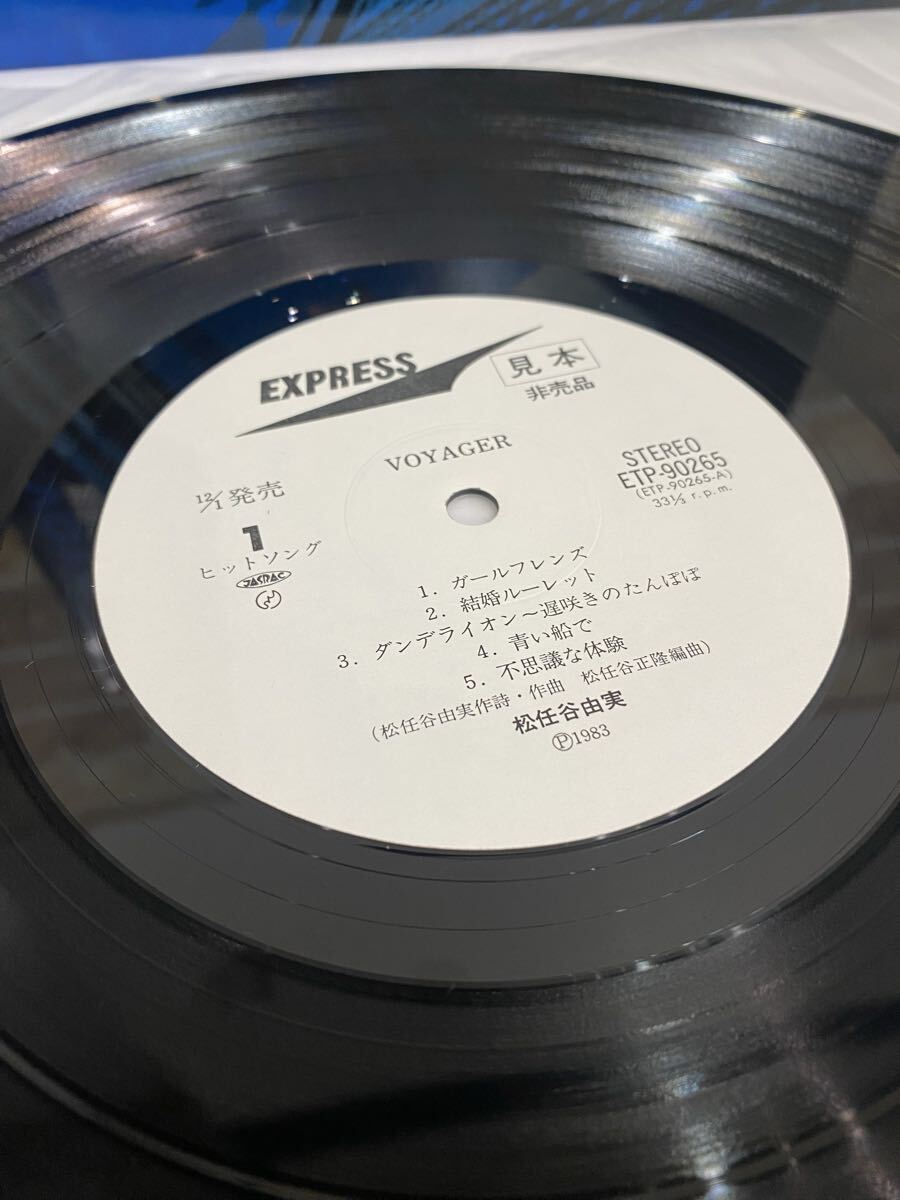 EXPRESS
見本
非売品
VOYAGER
12/1発売
1
ヒットソング
JASRAC
STEREO
ETP-90265
(ETP-90265-A)
33⅓ r.p.m.
1. ガールフレンズ
2. 結婚ルーレット
3. ダンデライオン〜遅咲きのたんぽぽ
4. 青い船で
5. 不思議な体験
(松任谷由実作詩・作曲 松任谷正隆編曲)
松任谷由実
Ⓟ1983